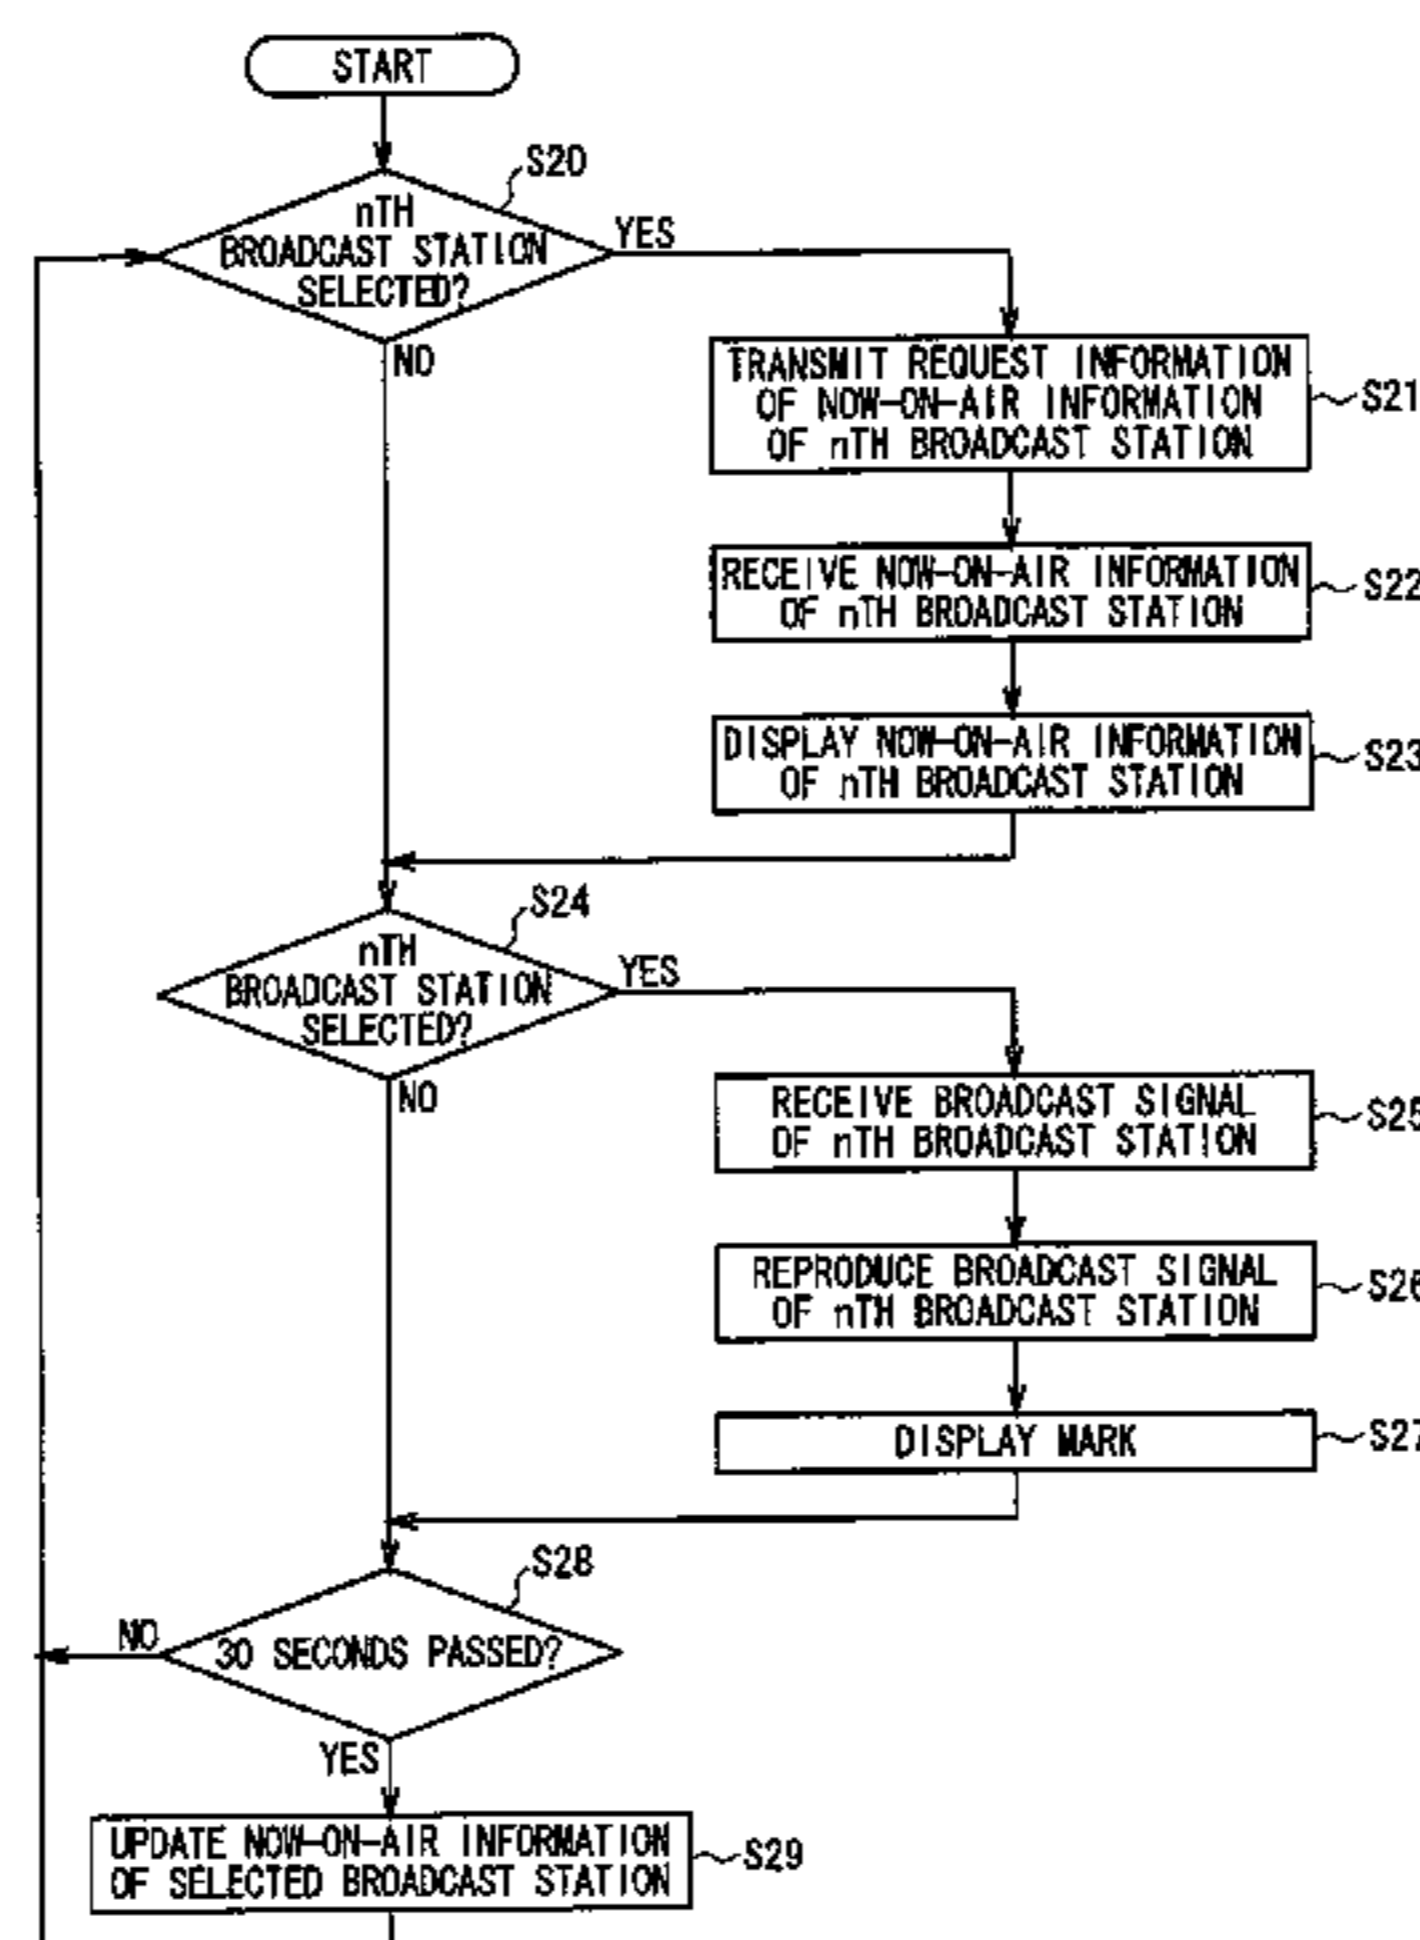 START
S20
nTH
BROADCAST STATION
SELECTED?
YES
NO
TRANSMIT REQUEST INFORMATION
OF NOW-ON-AIR INFORMATION
OF nTH BROADCAST STATION
S21
RECEIVE NOW-ON-AIR INFORMATION
OF nTH BROADCAST STATION
S22
DISPLAY NOW-ON-AIR INFORMATION
OF nTH BROADCAST STATION
S23
S24
nTH
BROADCAST STATION
SELECTED?
YES
NO
RECEIVE BROADCAST SIGNAL
OF nTH BROADCAST STATION
S25
REPRODUCE BROADCAST SIGNAL
OF nTH BROADCAST STATION
S26
DISPLAY MARK
S27
S28
30 SECONDS PASSED?
NO
YES
UPDATE NOW-ON-AIR INFORMATION
OF SELECTED BROADCAST STATION
S29